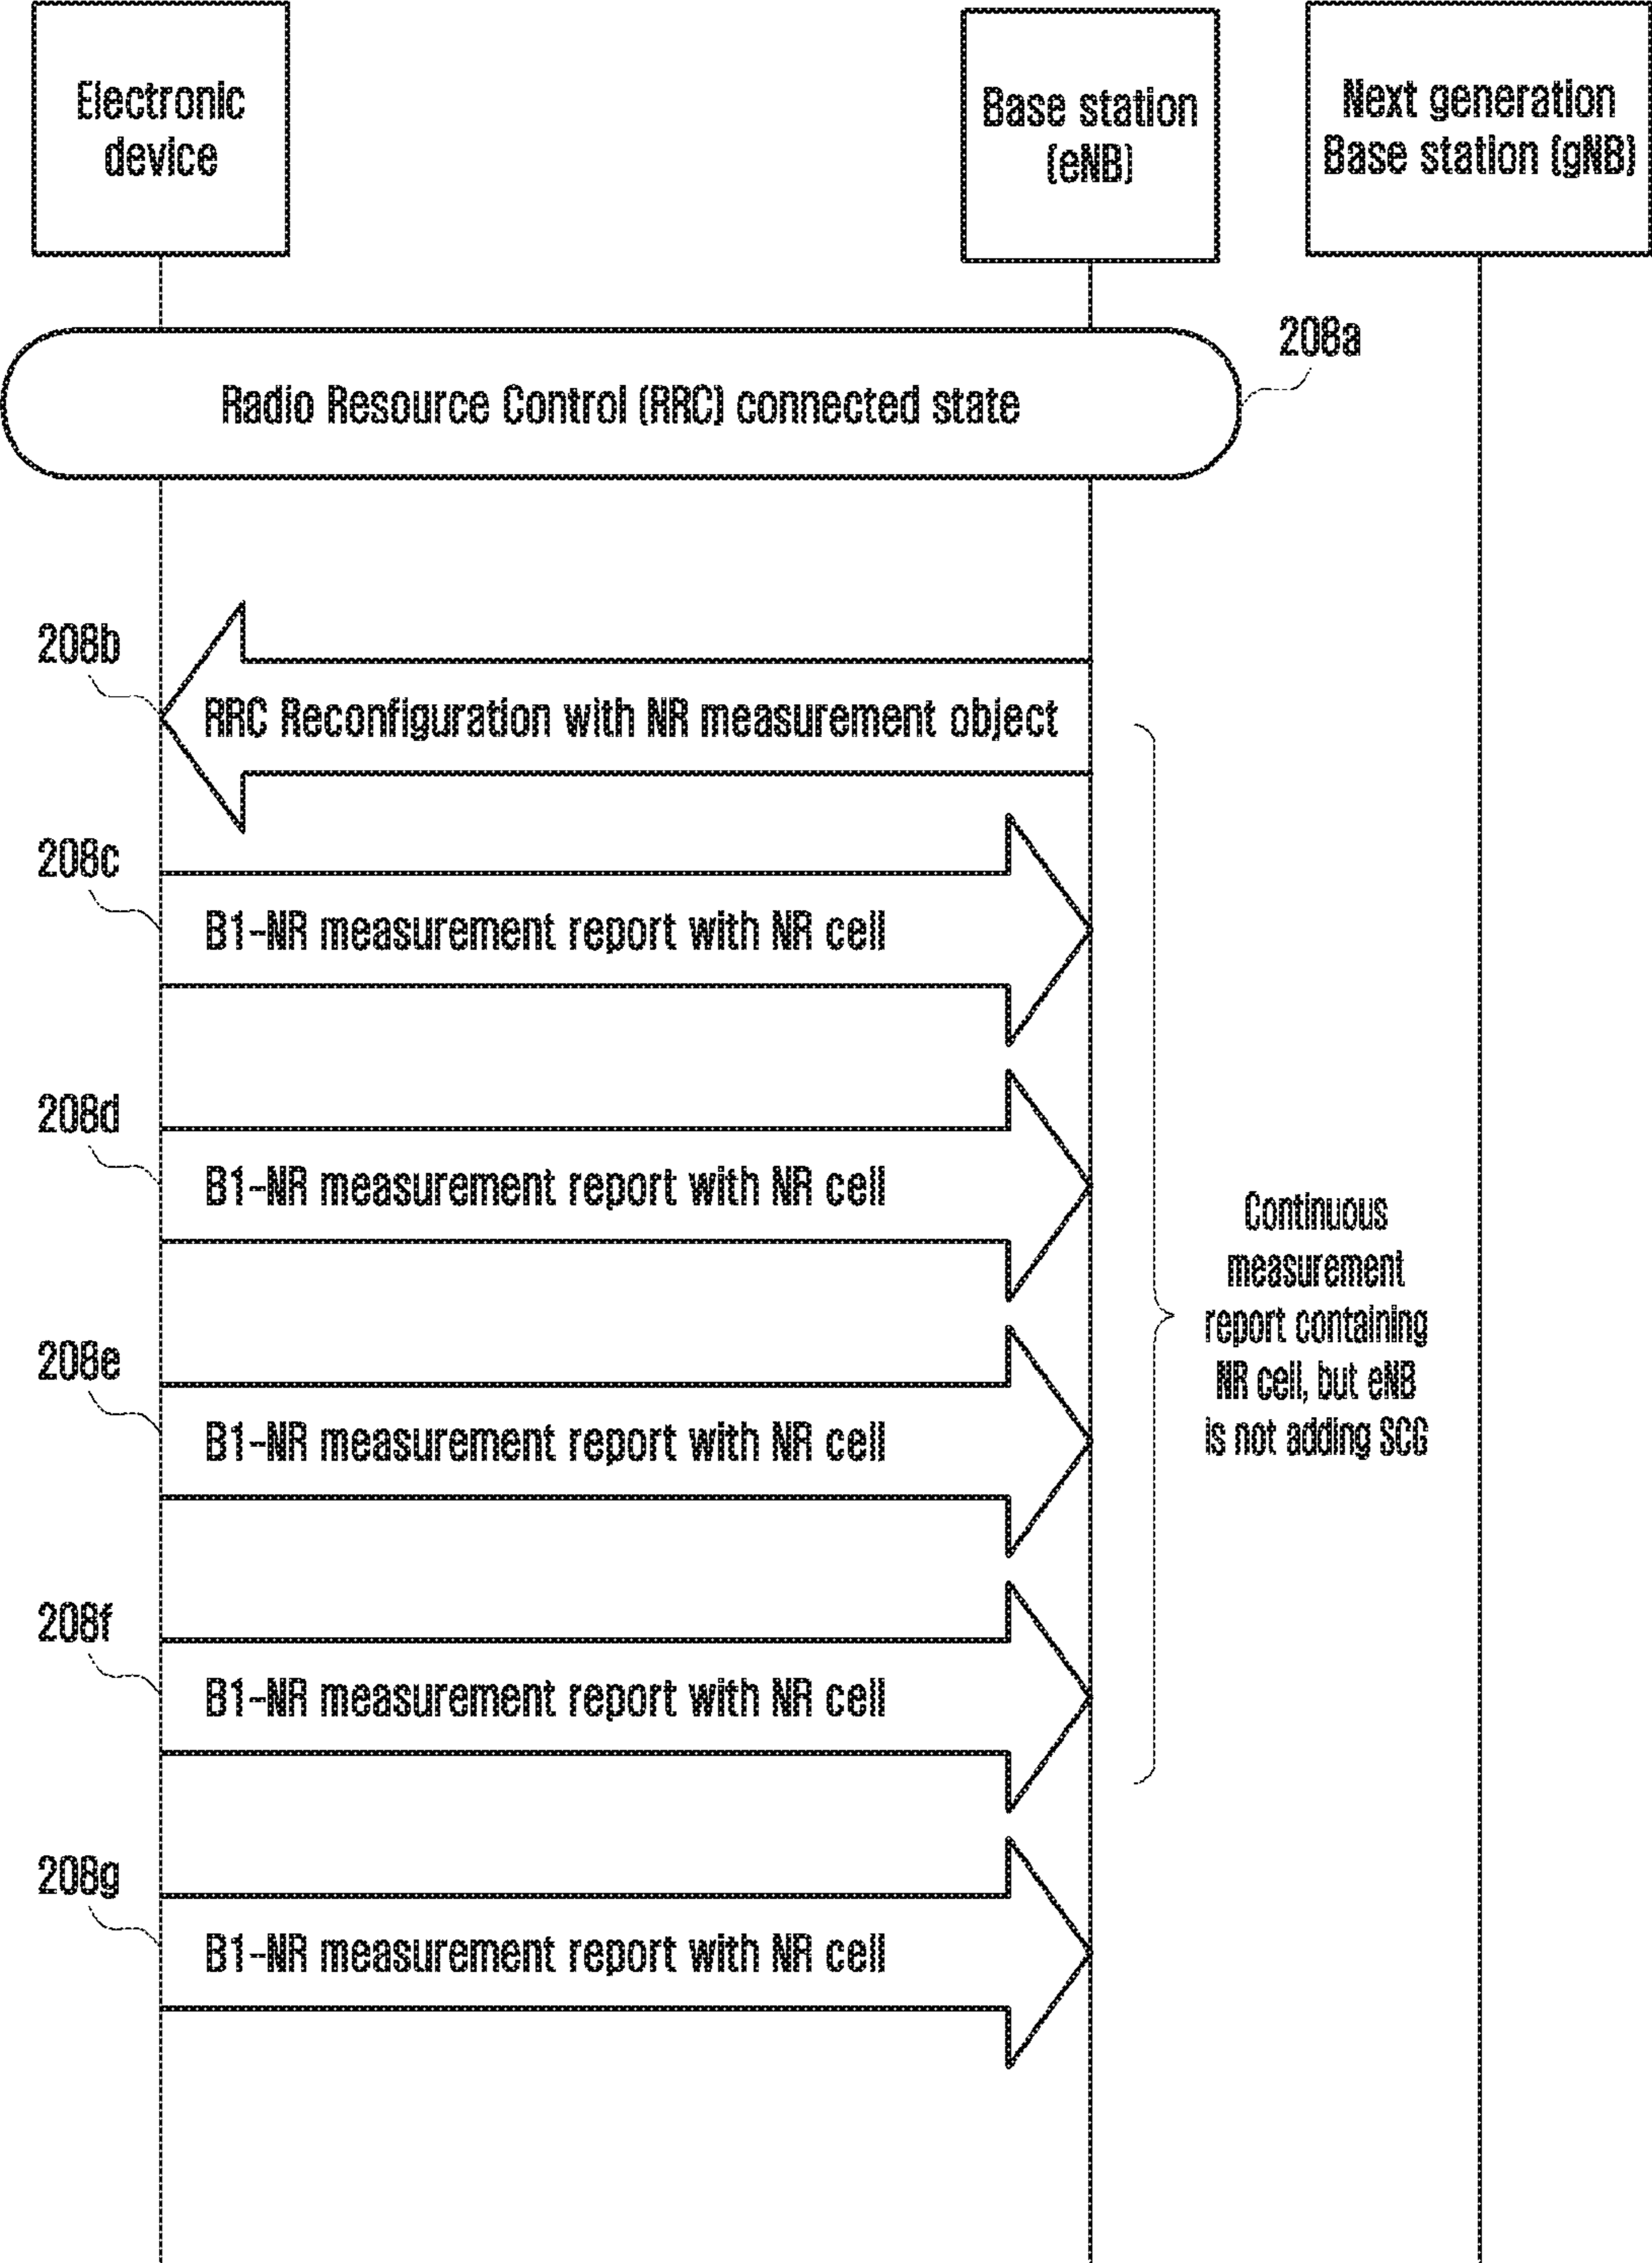 Electronic
device
Base station
(eNB)
Next generation
Base station (gNB)
208a
Radio Resource Control (RRC) connected state
208b
RRC Reconfiguration with NR measurement object
208c
B1-NR measurement report with NR cell
208d
B1-NR measurement report with NR cell
Continuous
measurement
report containing
NR cell, but eNB
is not adding SCG
208e
B1-NR measurement report with NR cell
208f
B1-NR measurement report with NR cell
208g
B1-NR measurement report with NR cell